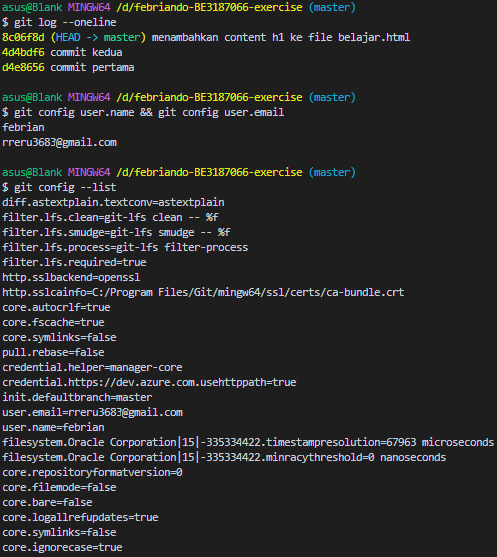 asus@Blank MINGW64 /d/febriando-BE3187066-exercise (master)
$ git log --oneline
8c06f8d (HEAD -> master) menambahkan content h1 ke file belajar.html
4d4bdf6 commit kedua
d4e8656 commit pertama
asus@Blank MINGW64 /d/febriando-BE3187066-exercise (master)
$ git config user.name && git config user.email
febrian
rreru3683@gmail.com
asus@Blank MINGW64 /d/febriando-BE3187066-exercise (master)
$ git config --list
diff.astextplain.textconv=astextplain
filter.lfs.clean=git-lfs clean -- %f
filter.lfs.smudge=git-lfs smudge -- %f
filter.lfs.process=git-lfs filter-process
filter.lfs.required=true
http.sslbackend=openssl
http.sslcainfo=C:/Program Files/Git/mingw64/ssl/certs/ca-bundle.crt
core.autocrlf=true
core.fscache=true
core.symlinks=false
pull.rebase=false
credential.helper=manager-core
credential.https://dev.azure.com.usehttppath=true
init.defaultbranch=master
user.email=rreru3683@gmail.com
user.name=febrian
filesystem.Oracle Corporation|15|-335334422.timestampresolution=67963 microseconds
filesystem.Oracle Corporation|15|-335334422.minracythreshold=0 nanoseconds
core.repositoryformatversion=0
core.filemode=false
core.bare=false
core.logallrefupdates=true
core.symlinks=false
core.ignorecase=true